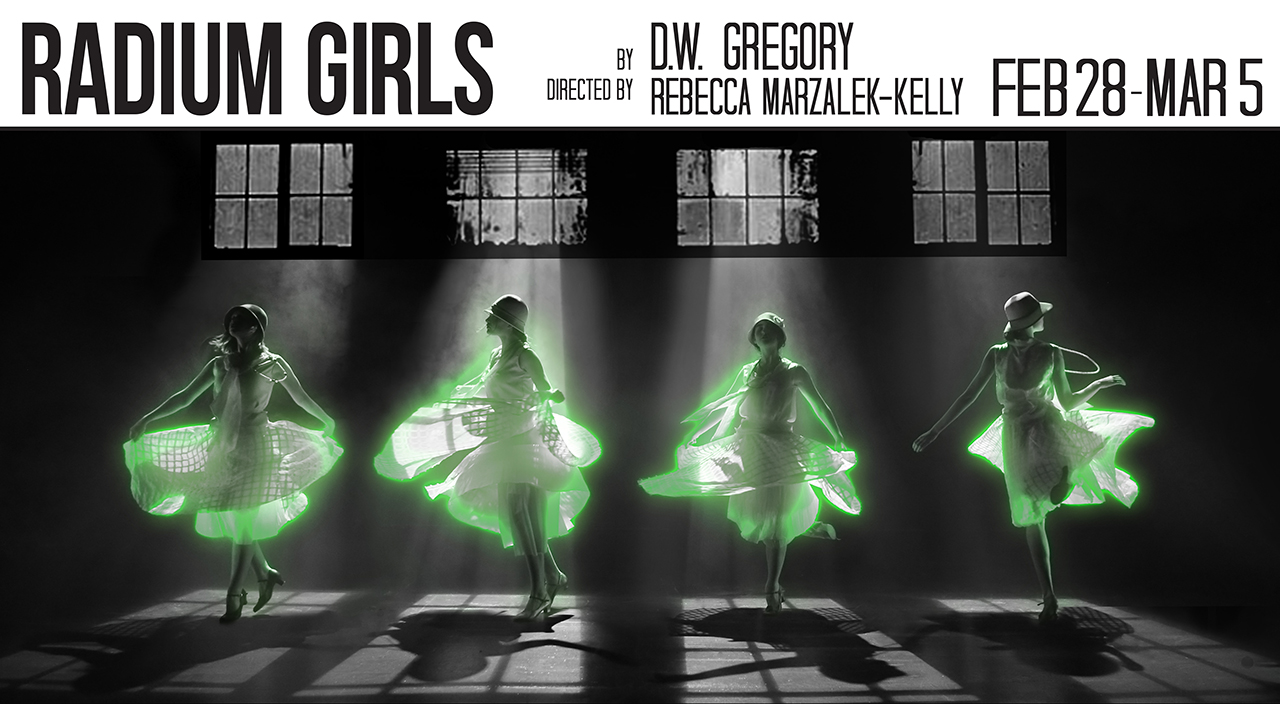 RADIUM GIRLS
BY D.W. GREGORY
DIRECTED BY REBECCA MARZALEK-KELLY
FEB 28-MAR 5